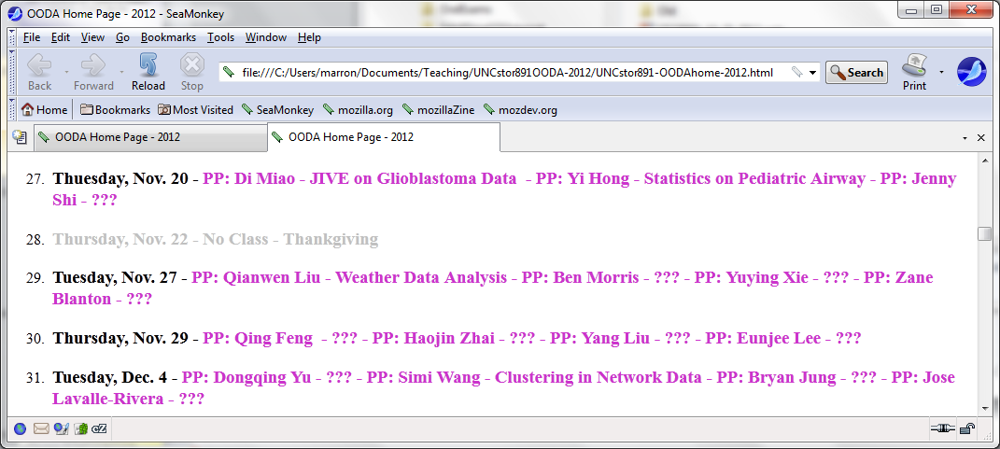 OODA Home Page - 2012 - SeaMonkey
File Edit View Go Bookmarks Tools Window Help
Back Forward Reload Stop file:///C:/Users/marron/Documents/Teaching/UNCstor891OODA-2012/UNCstor891-OODAhome-2012.html Search Print
Home Bookmarks Most Visited SeaMonkey mozilla.org mozillaZine mozdev.org
OODA Home Page - 2012 OODA Home Page - 2012
27. Thuesday, Nov. 20 - PP: Di Miao - JIVE on Glioblastoma Data - PP: Yi Hong - Statistics on Pediatric Airway - PP: Jenny
Shi - ???
28. Thursday, Nov. 22 - No Class - Thankgiving
29. Tuesday, Nov. 27 - PP: Qianwen Liu - Weather Data Analysis - PP: Ben Morris - ??? - PP: Yuying Xie - ??? - PP: Zane
Blanton - ???
30. Thursday, Nov. 29 - PP: Qing Feng - ??? - PP: Haojin Zhai - ??? - PP: Yang Liu - ??? - PP: Eunjee Lee - ???
31. Tuesday, Dec. 4 - PP: Dongqing Yu - ??? - PP: Simi Wang - Clustering in Network Data - PP: Bryan Jung - ??? - PP: Jose
Lavalle-Rivera - ???
cZ